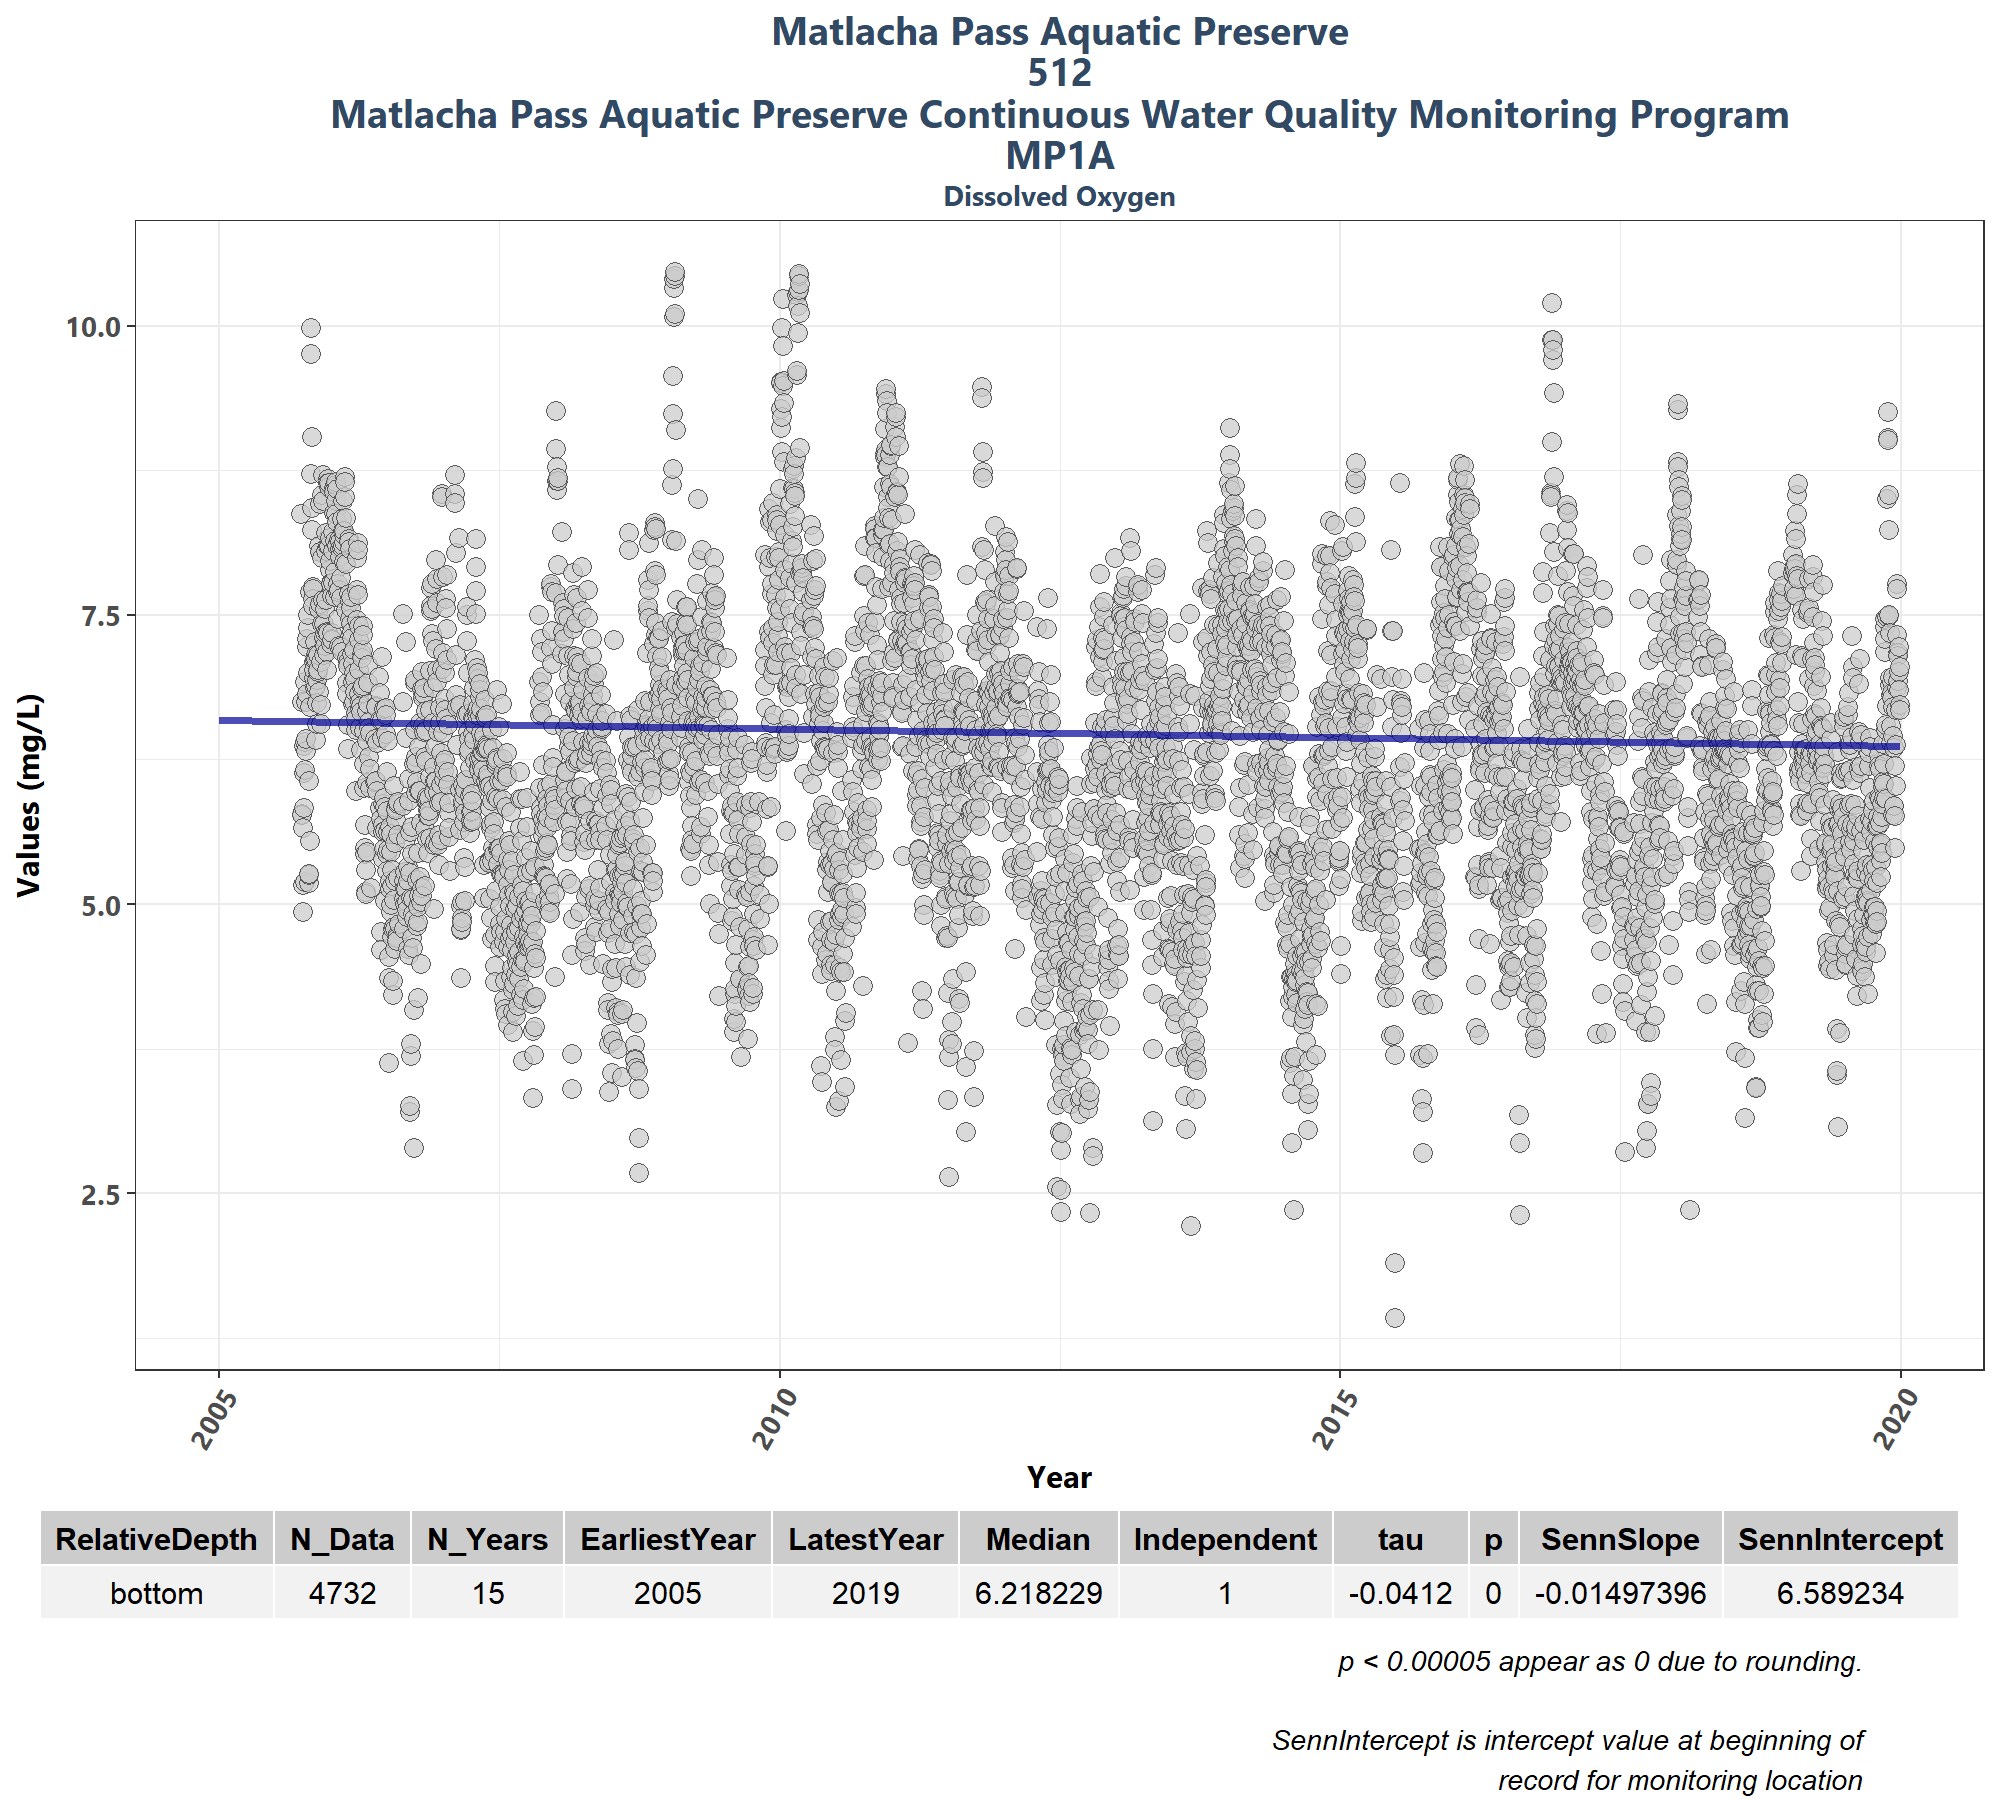 Matlacha Pass Aquatic Preserve
512
Matlacha Pass Aquatic Preserve Continuous Water Quality Monitoring Program
MP1A
Dissolved Oxygen
Values (mg/L)
10.0
7.5
5.0
2.5
2005 2010 2015 2020
Year
RelativeDepth N_Data N_Years EarliestYear LatestYear Median Independent tau p SennSlope SennIntercept
bottom 4732 15 2005 2019 6.218229 1 -0.0412 0 -0.01497396 6.589234
p < 0.00005 appear as 0 due to rounding.
SennIntercept is intercept value at beginning of
record for monitoring location